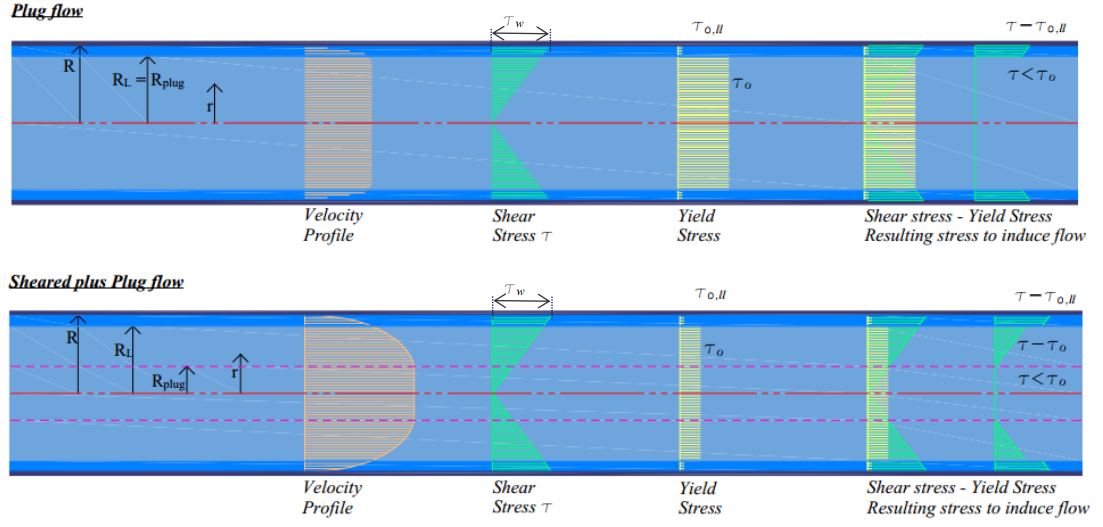 Plug flow
τw
τo,ll
τ-τo,ll
R
RL = Rplug
r
τo
τ<τo
Velocity
Profile
Shear
Stress τ
Yield
Stress
Shear stress - Yield Stress
Resulting stress to induce flow
Sheared plus Plug flow
τw
τo,ll
τ-τo,ll
R
RL
Rplug
r
τo
τ-τo
τ<τo
Velocity
Profile
Shear
Stress τ
Yield
Stress
Shear stress - Yield Stress
Resulting stress to induce flow